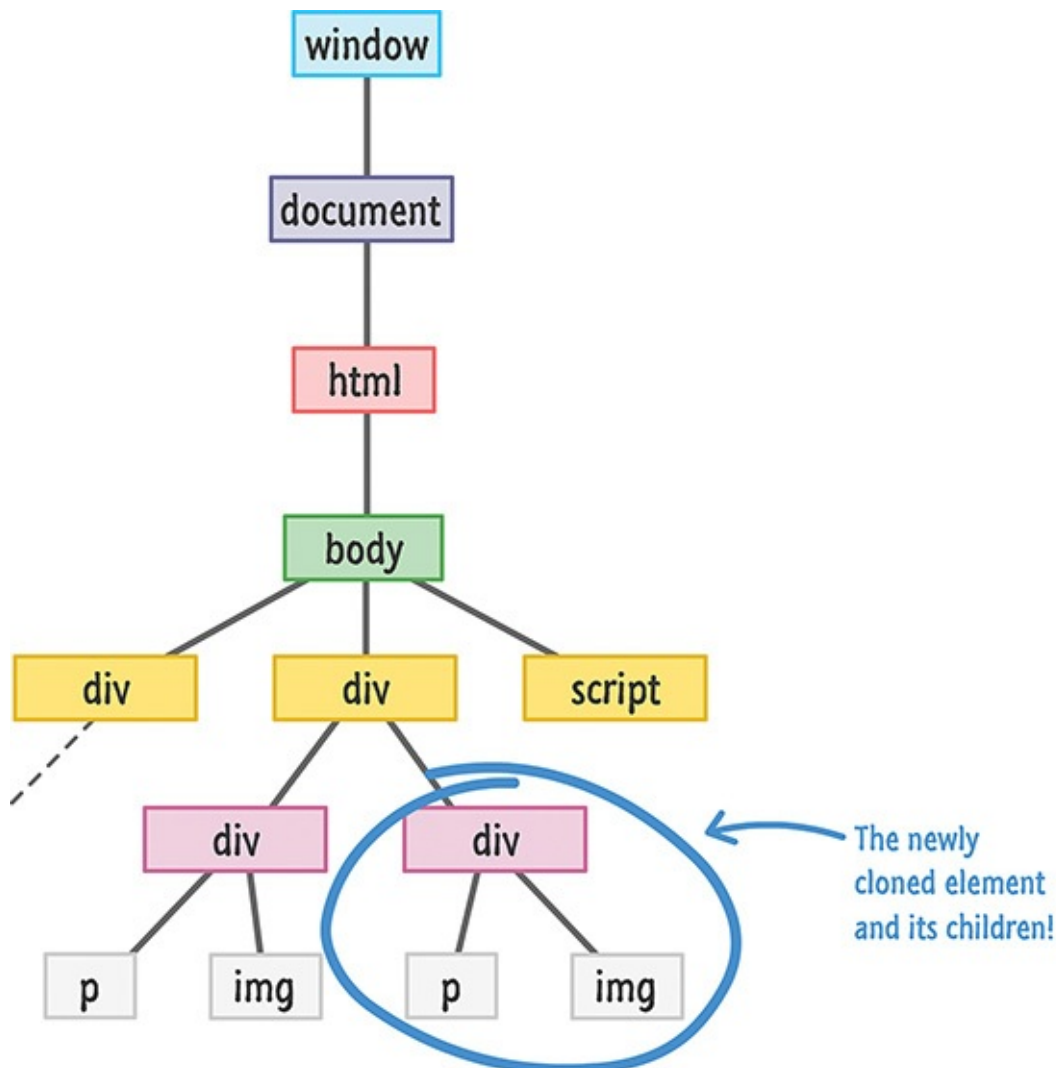 window
document
html
body
div
div
script
div
div
The newly
cloned element
and its children!
p
img
p
img